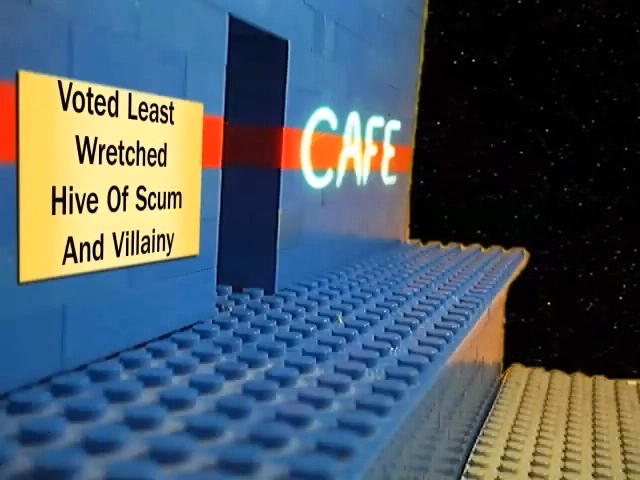 Voted Least
Wretched
Hive Of Scum
And Villainy
CAFE